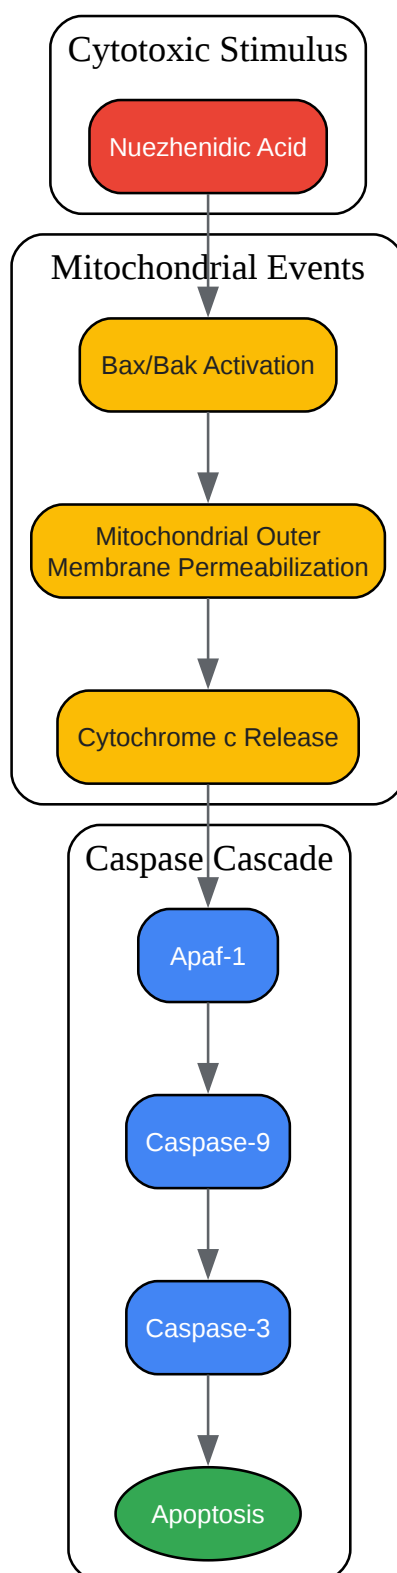 Cytotoxic Stimulus
Nuezhenidic Acid
Mitochondrial Events
Bax/Bak Activation
Mitochondrial Outer
Membrane Permeabilization
Cytochrome c Release
Caspase Cascade
Apaf-1
Caspase-9
Caspase-3
Apoptosis